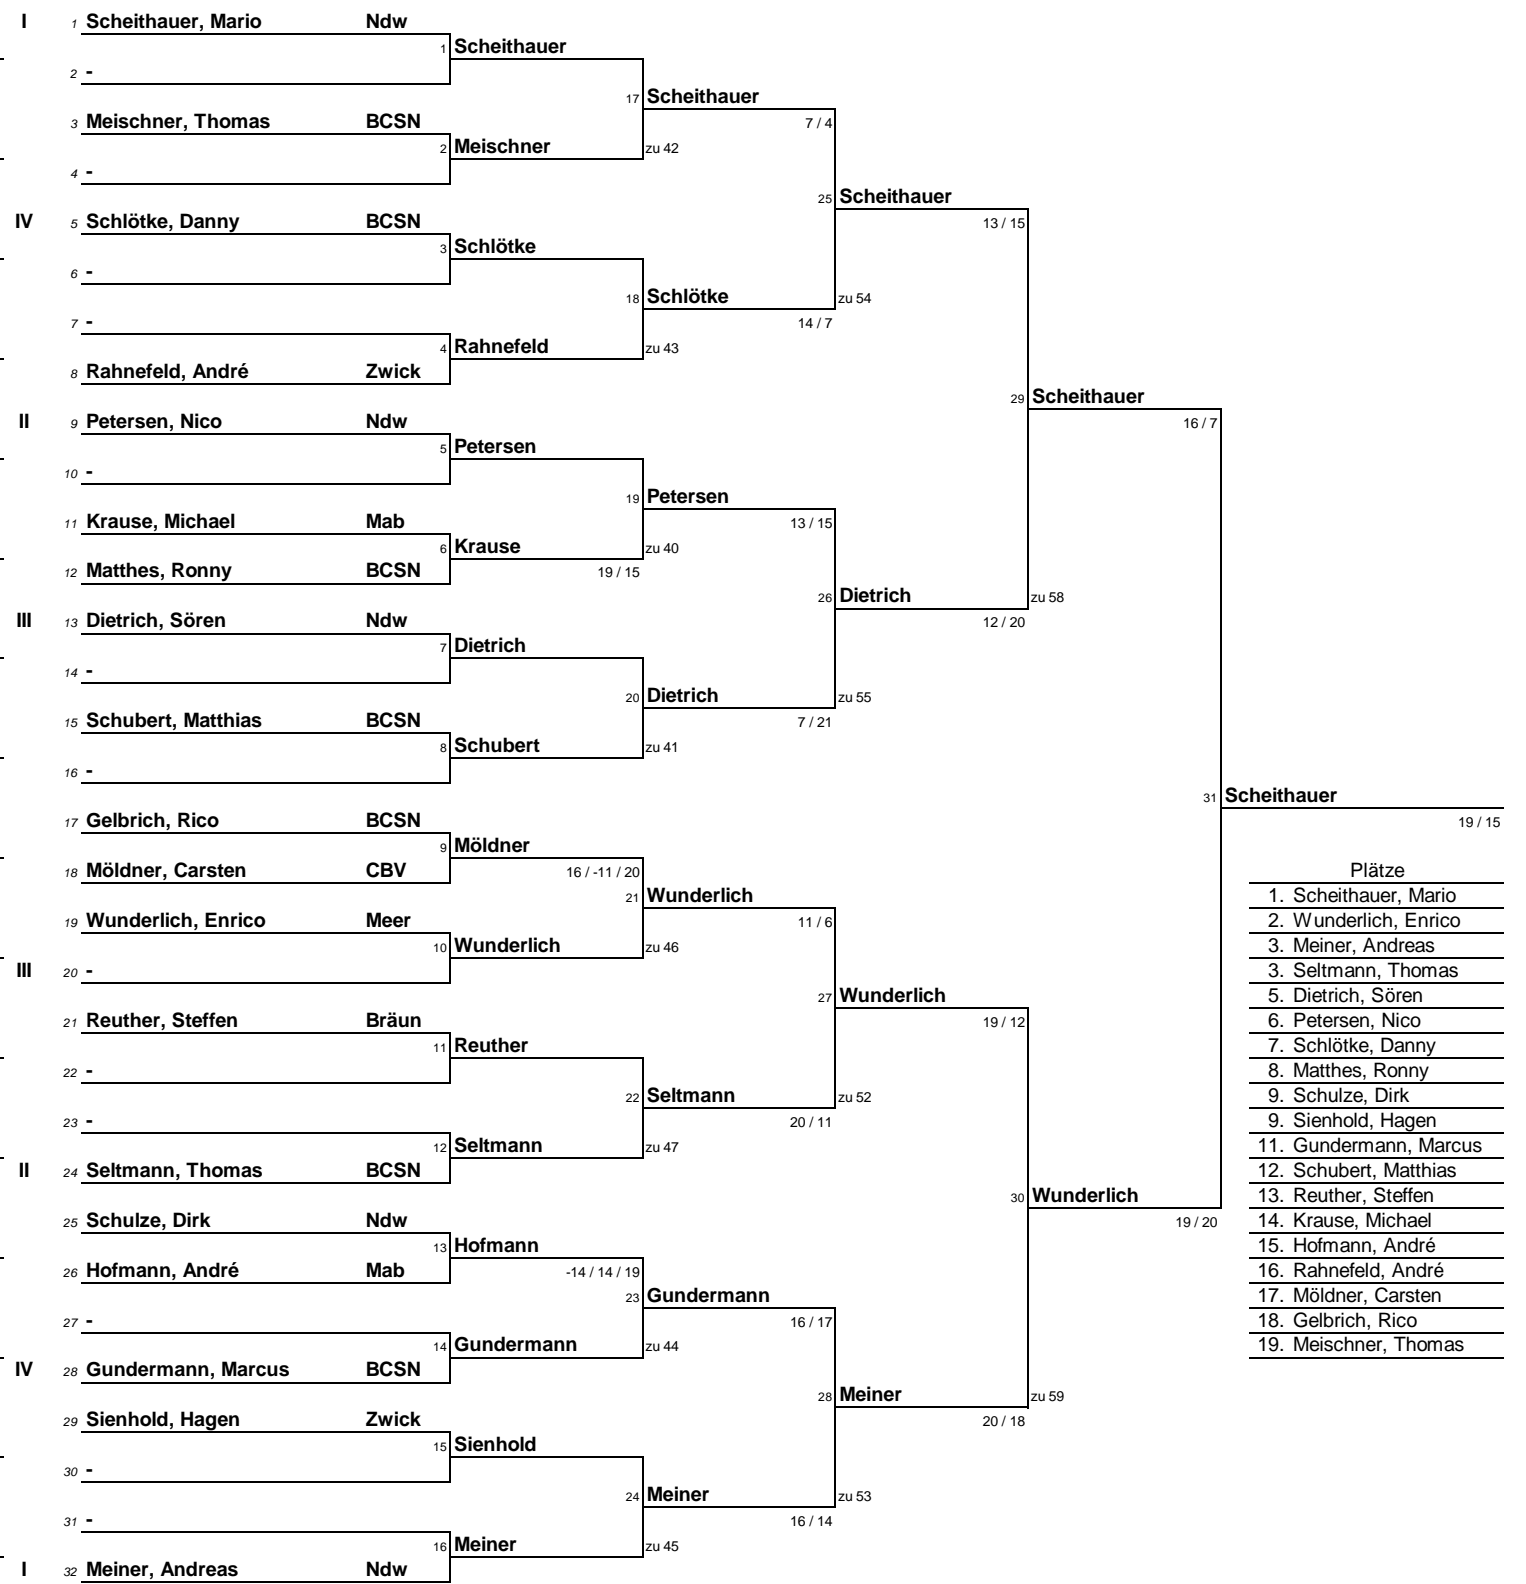 I 1 Scheithauer, Mario Ndw
1 Scheithauer
2 -
17 Scheithauer
3 Meischner, Thomas BCSN 7 / 4
2 Meischner zu 42
4 -
25 Scheithauer
IV 5 Schlötke, Danny BCSN 13 / 15
3 Schlötke
6 -
18 Schlötke zu 54
7 - 14 / 7
4 Rahnefeld zu 43
8 Rahnefeld, André Zwick
29 Scheithauer
II 9 Petersen, Nico Ndw 16 / 7
5 Petersen
10 -
19 Petersen
11 Krause, Michael Mab 13 / 15
6 Krause zu 40
12 Matthes, Ronny BCSN 19 / 15
26 Dietrich zu 58
III 13 Dietrich, Sören Ndw 12 / 20
7 Dietrich
14 -
20 Dietrich zu 55
15 Schubert, Matthias BCSN 7 / 21
8 Schubert zu 41
16 -
31 Scheithauer
17 Gelbrich, Rico BCSN 19 / 15
9 Möldner
18 Möldner, Carsten CBV 16 / -11 / 20 Plätze
21 Wunderlich 1. Scheithauer, Mario
19 Wunderlich, Enrico Meer 11 / 6 2. Wunderlich, Enrico
10 Wunderlich zu 46 3. Meiner, Andreas
III 20 - 3. Seltmann, Thomas
27 Wunderlich 5. Dietrich, Sören
21 Reuther, Steffen Bräun 19 / 12 6. Petersen, Nico
11 Reuther 7. Schlötke, Danny
22 - 8. Matthes, Ronny
22 Seltmann zu 52 9. Schulze, Dirk
23 - 20 / 11 9. Sienhold, Hagen
12 Seltmann zu 47 11. Gundermann, Marcus
II 24 Seltmann, Thomas BCSN 12. Schubert, Matthias
30 Wunderlich 13. Reuther, Steffen
25 Schulze, Dirk Ndw 19 / 20 14. Krause, Michael
13 Hofmann 15. Hofmann, André
26 Hofmann, André Mab -14 / 14 / 19 16. Rahnefeld, André
23 Gundermann 17. Möldner, Carsten
27 - 16 / 17 18. Gelbrich, Rico
14 Gundermann zu 44 19. Meischner, Thomas
IV 28 Gundermann, Marcus BCSN
28 Meiner zu 59
29 Sienhold, Hagen Zwick 20 / 18
15 Sienhold
30 -
24 Meiner zu 53
31 - 16 / 14
16 Meiner zu 45
I 32 Meiner, Andreas Ndw